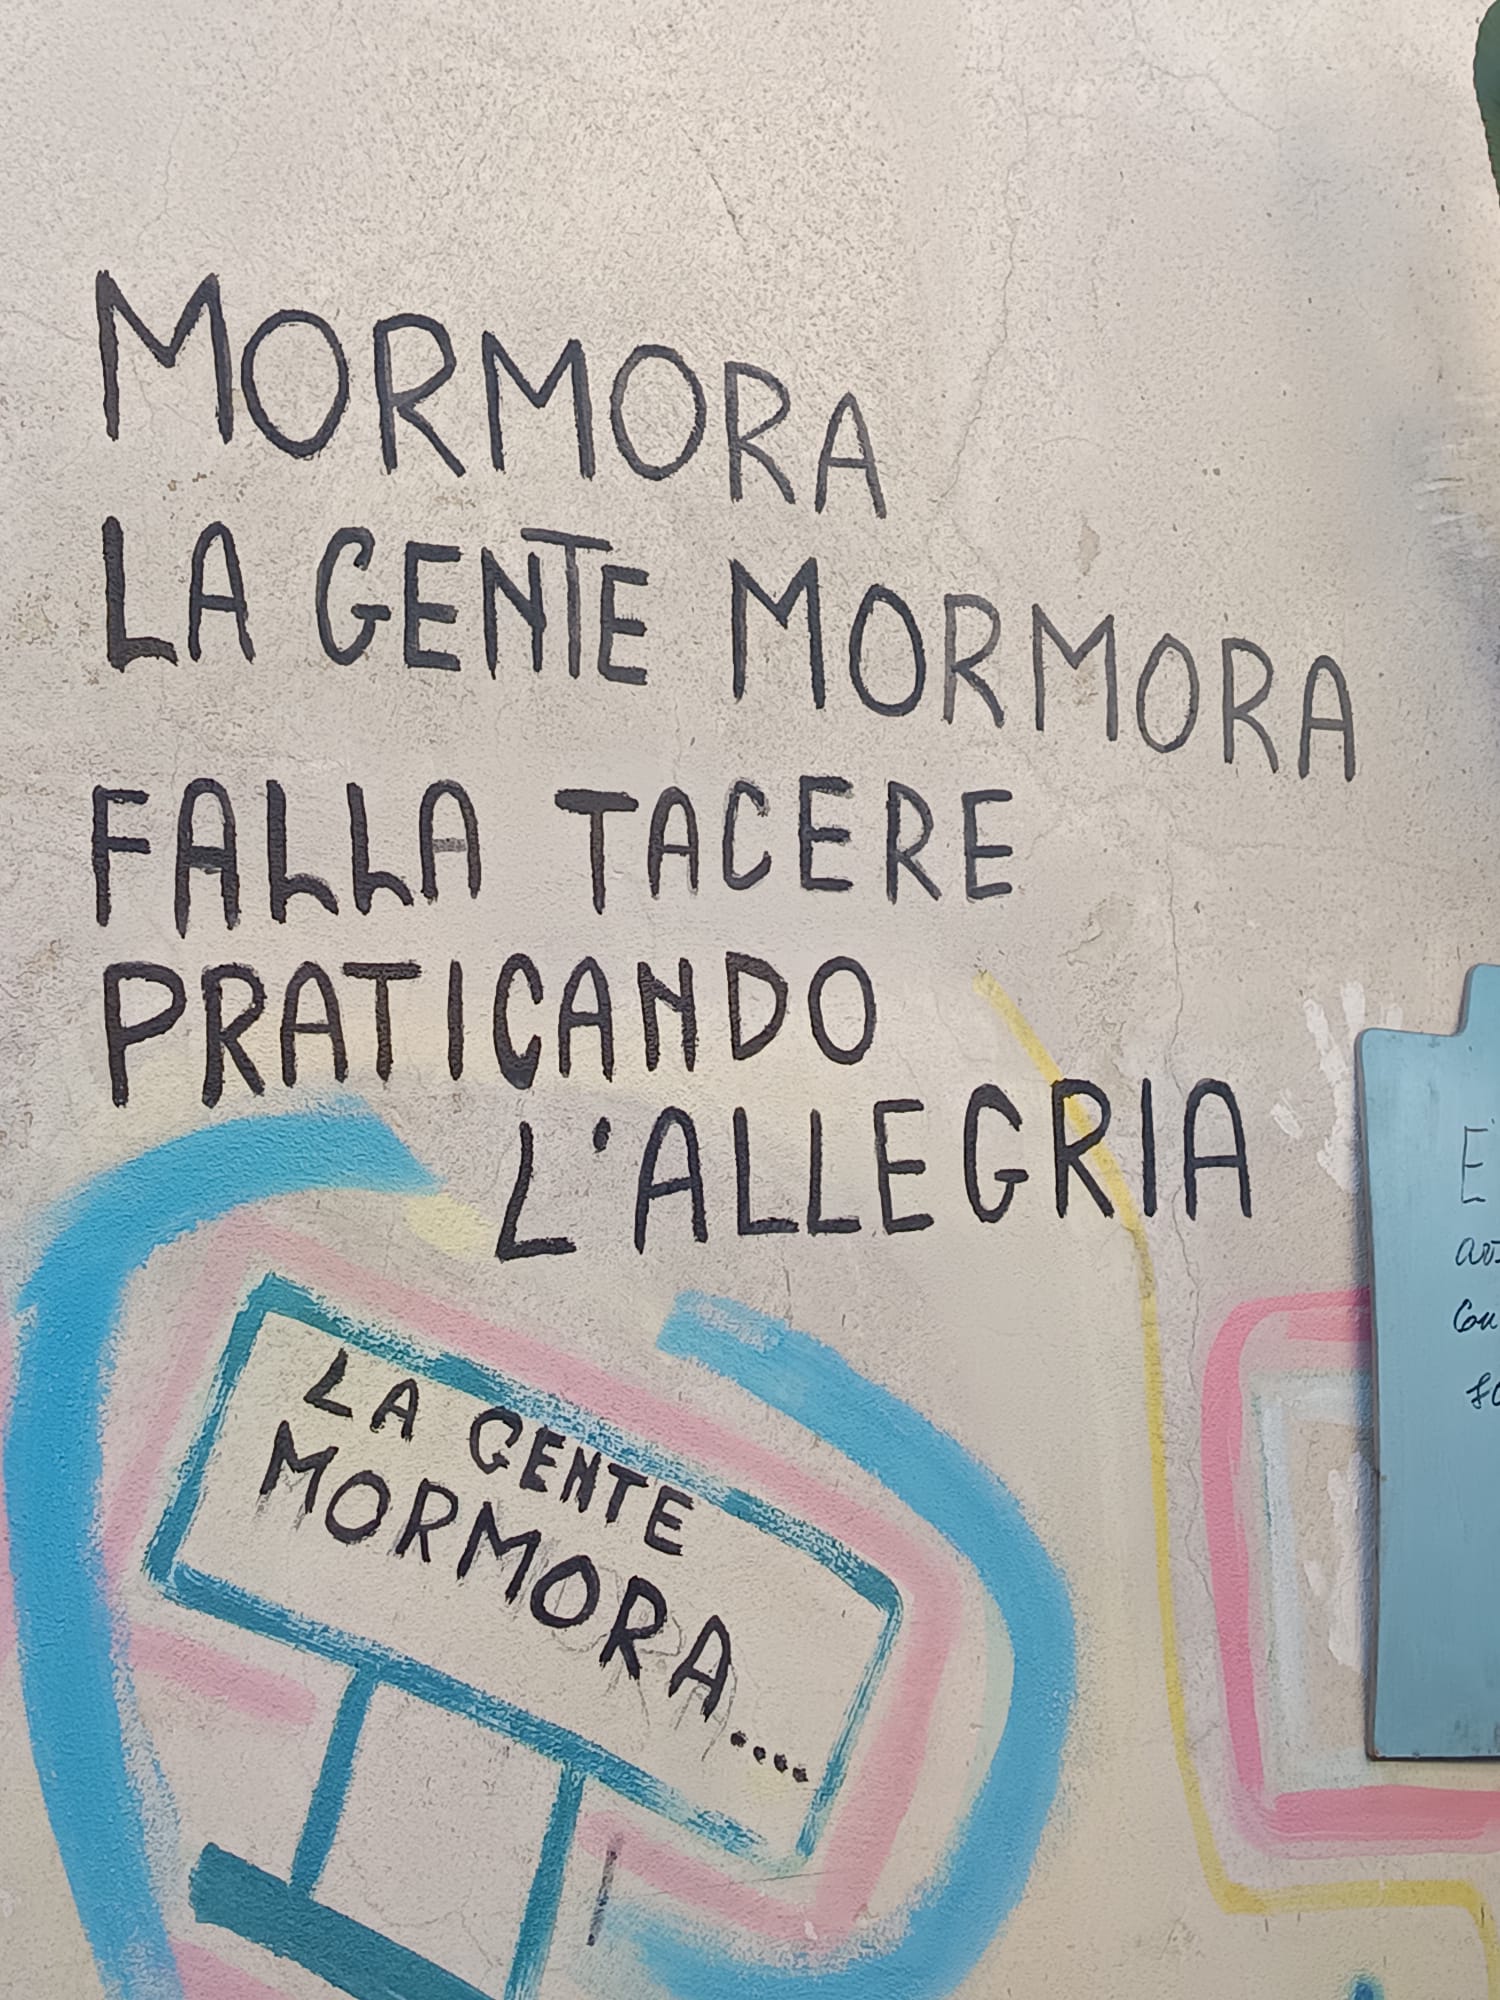 MORMORA
LA GENTE MORMORA
FALLA TACERE
PRATICANDO
L'ALLEGRIA
LA GENTE
MORMORA....
E'